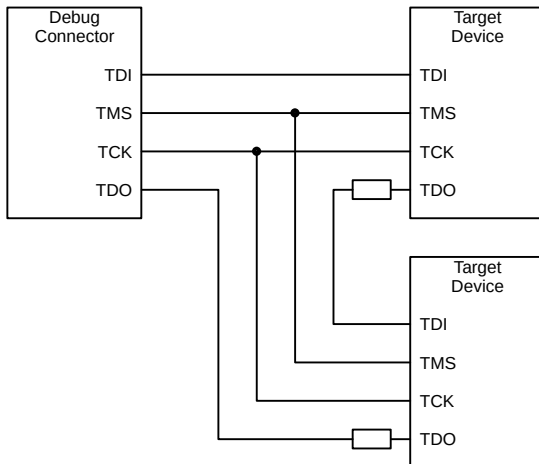 Debug
Connector
TDI
TMS
TCK
TDO
Target
Device
TDI
TMS
TCK
TDO
Target
Device
TDI
TMS
TCK
TDO